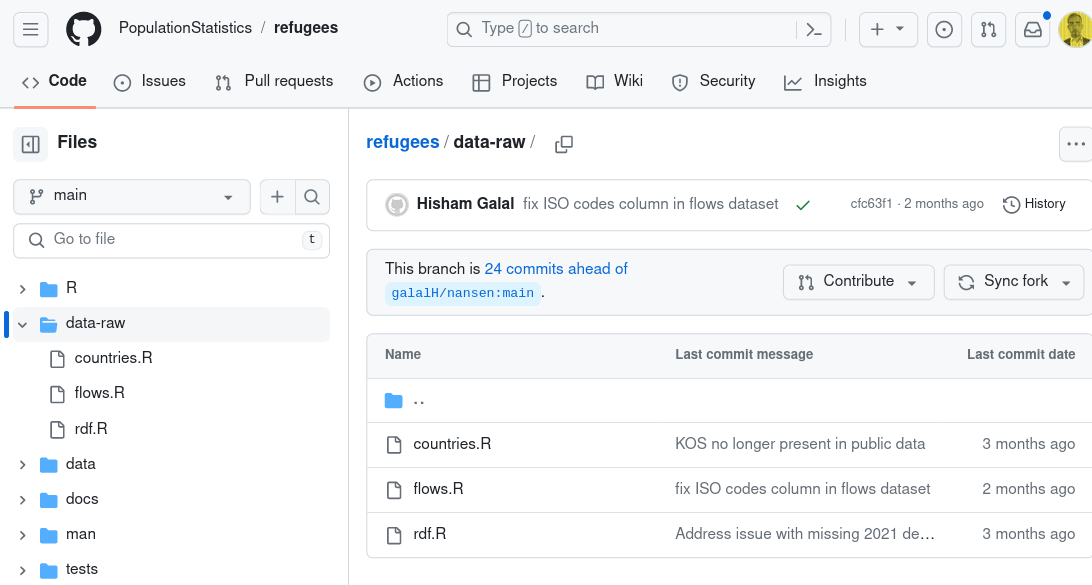 PopulationStatistics / refugees
Type / to search
Code
Issues
Pull requests
Actions
Projects
Wiki
Security
Insights
Files
main
Go to file
t
R
data-raw
countries.R
flows.R
rdf.R
data
docs
man
tests
refugees / data-raw /
Hisham Galal fix ISO codes column in flows dataset
cfc63f1 · 2 months ago
History
This branch is 24 commits ahead of
galalH/nansen:main .
Contribute
Sync fork
Name Last commit message Last commit date
..
countries.R KOS no longer present in public data 3 months ago
flows.R fix ISO codes column in flows dataset 2 months ago
rdf.R Address issue with missing 2021 de… 3 months ago